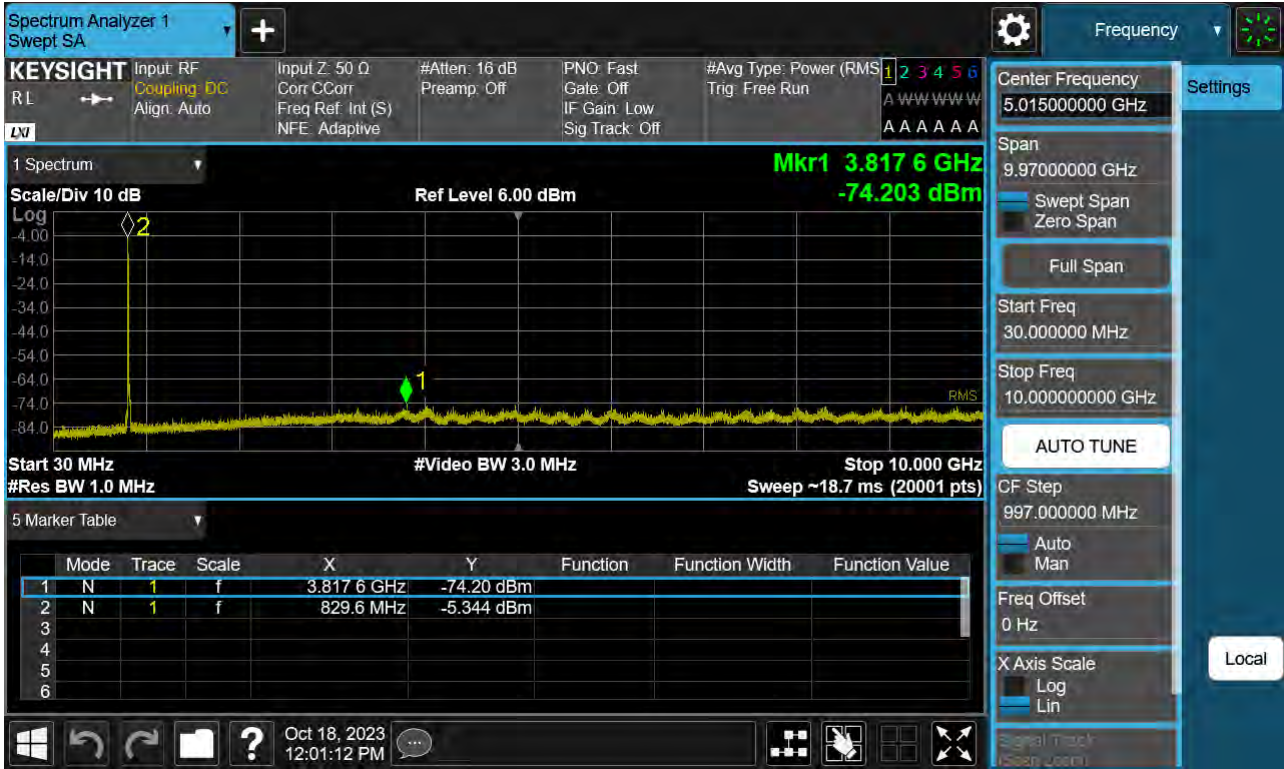 Spectrum Analyzer 1
Swept SA
Frequency
KEYSIGHT
RL
LXI
Input: RF
Coupling: DC
Align: Auto
Input Z: 50 Ω
Corr CCorr
Freq Ref: Int (S)
NFE: Adaptive
#Atten: 16 dB
Preamp: Off
PNO: Fast
Gate: Off
IF Gain: Low
Sig Track: Off
#Avg Type: Power (RMS
Trig: Free Run
1 2 3 4 5 6
A W W W W W
A A A A A A
1 Spectrum
Mkr1 3.817 6 GHz
-74.203 dBm
Scale/Div 10 dB
Ref Level 6.00 dBm
Log
2
-4.00
-14.0
-24.0
-34.0
-44.0
-54.0
-64.0
1
-74.0
RMS
-84.0
Start 30 MHz
#Video BW 3.0 MHz
Stop 10.000 GHz
#Res BW 1.0 MHz
Sweep ~18.7 ms (20001 pts)
5 Marker Table
Mode Trace Scale X Y Function Function Width Function Value
1 N 1 f 3.817 6 GHz -74.20 dBm
2 N 1 f 829.6 MHz -5.344 dBm
3
4
5
6
Oct 18, 2023
12:01:12 PM
Center Frequency
5.015000000 GHz
Span
9.97000000 GHz
Swept Span
Zero Span
Full Span
Start Freq
30.000000 MHz
Stop Freq
10.000000000 GHz
AUTO TUNE
CF Step
997.000000 MHz
Auto
Man
Freq Offset
0 Hz
X Axis Scale
Log
Lin
Signal Track
(Span Zoom)
Settings
Local